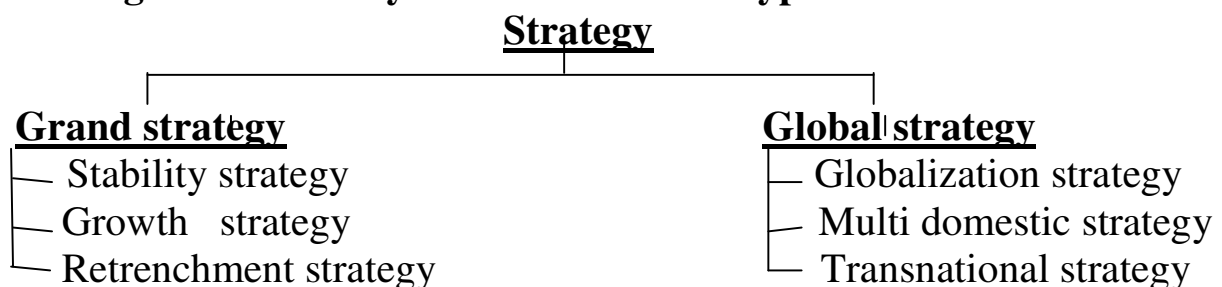 Strategy
Grand strategy Global strategy
Stability strategy Globalization strategy
Growth strategy Multi domestic strategy
Retrenchment strategy Transnational strategy